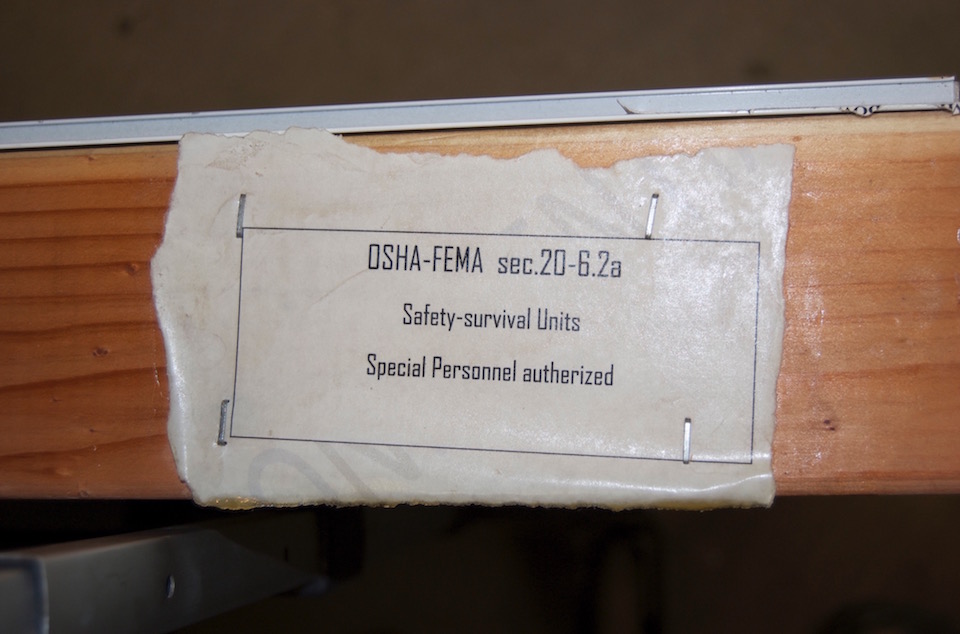 OSHA-FEMA sec.20-6.2a
Safety-survival Units
Special Personnel autherized